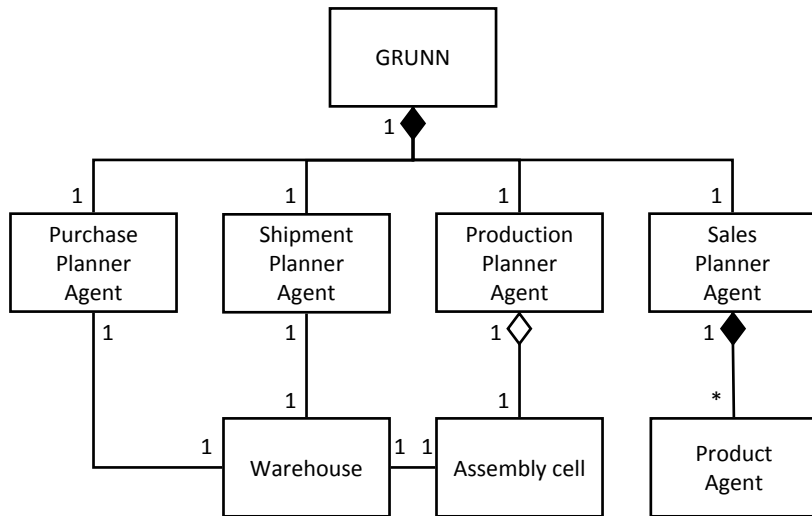 GRUNN
1
1
1
1
1
Purchase
Planner
Agent
Shipment
Planner
Agent
Production
Planner
Agent
Sales
Planner
Agent
1
1
1
1
1
1
*
1
1
1
Warehouse
Assembly cell
Product
Agent